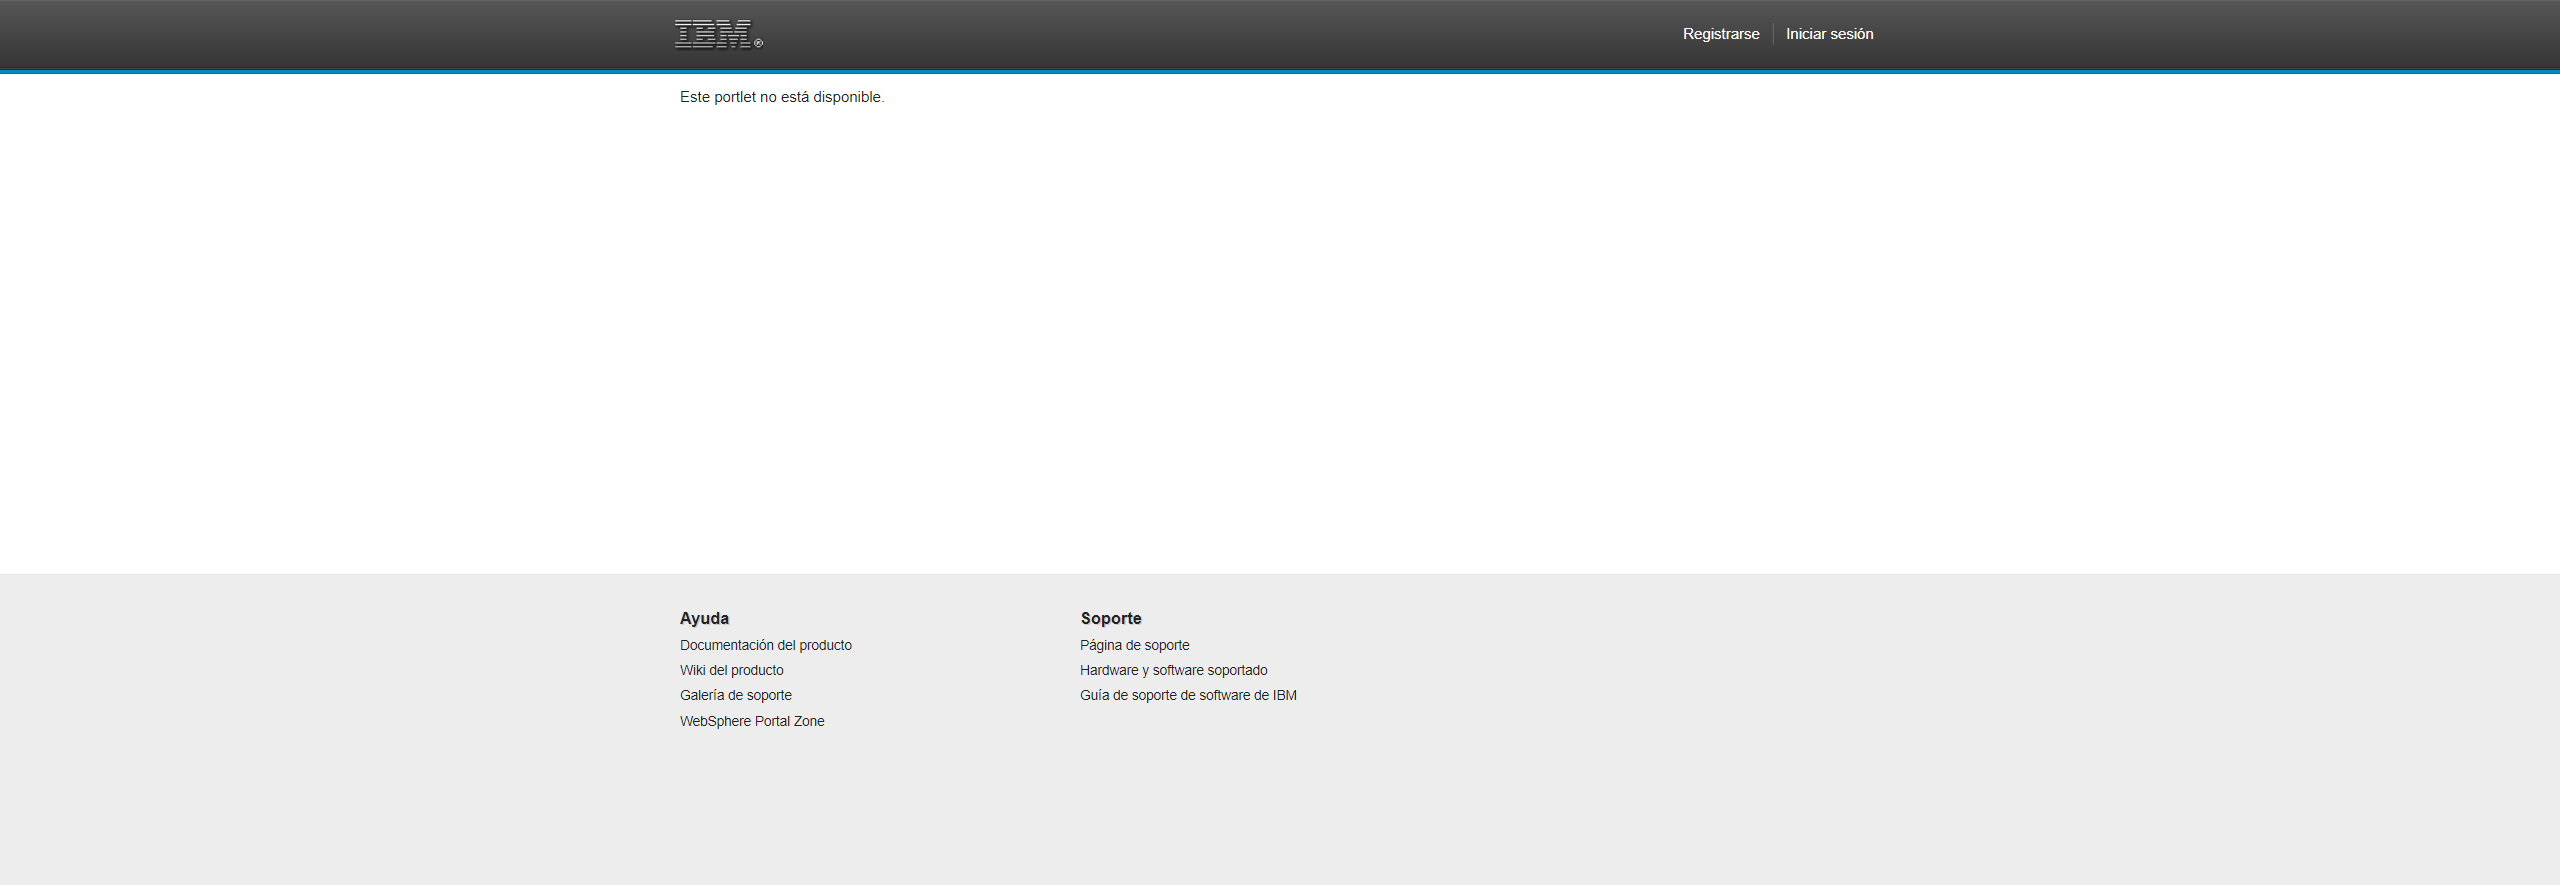 IBM®
Registrarse
Iniciar sesión
Este portlet no está disponible.
Ayuda
Documentación del producto
Wiki del producto
Galería de soporte
WebSphere Portal Zone
Soporte
Página de soporte
Hardware y software soportado
Guía de soporte de software de IBM